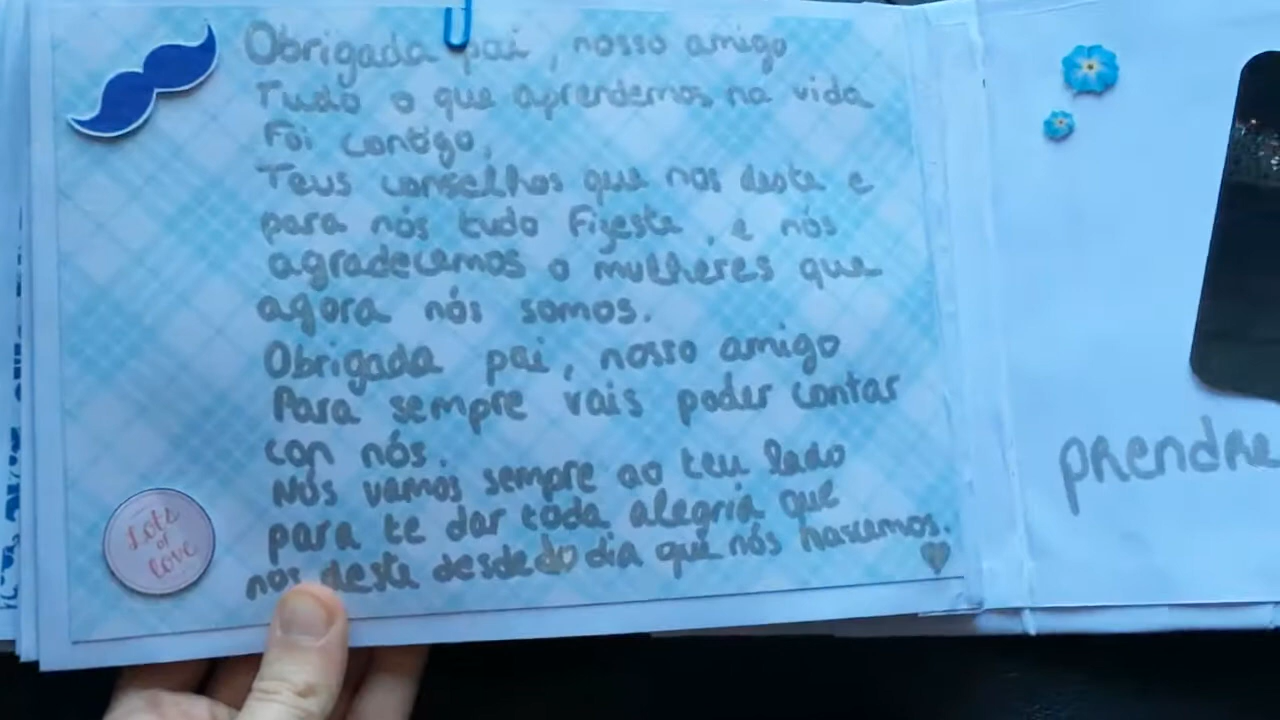 Obrigada pai, nosso amigo
Tudo o que aprendemos na vida
Foi contigo,
Teus conselhos que nos deste e
para nós tudo Fizeste, e nós
agradecemos o mulheres que
agora nós somos.
Obrigada pai, nosso amigo
Para sempre vais poder contar
con nós.
Nós vamos sempre ao teu lado
para te dar toda alegria que
nos deste desdedo dia que nós hascamos.
Lots
of
love
prendre